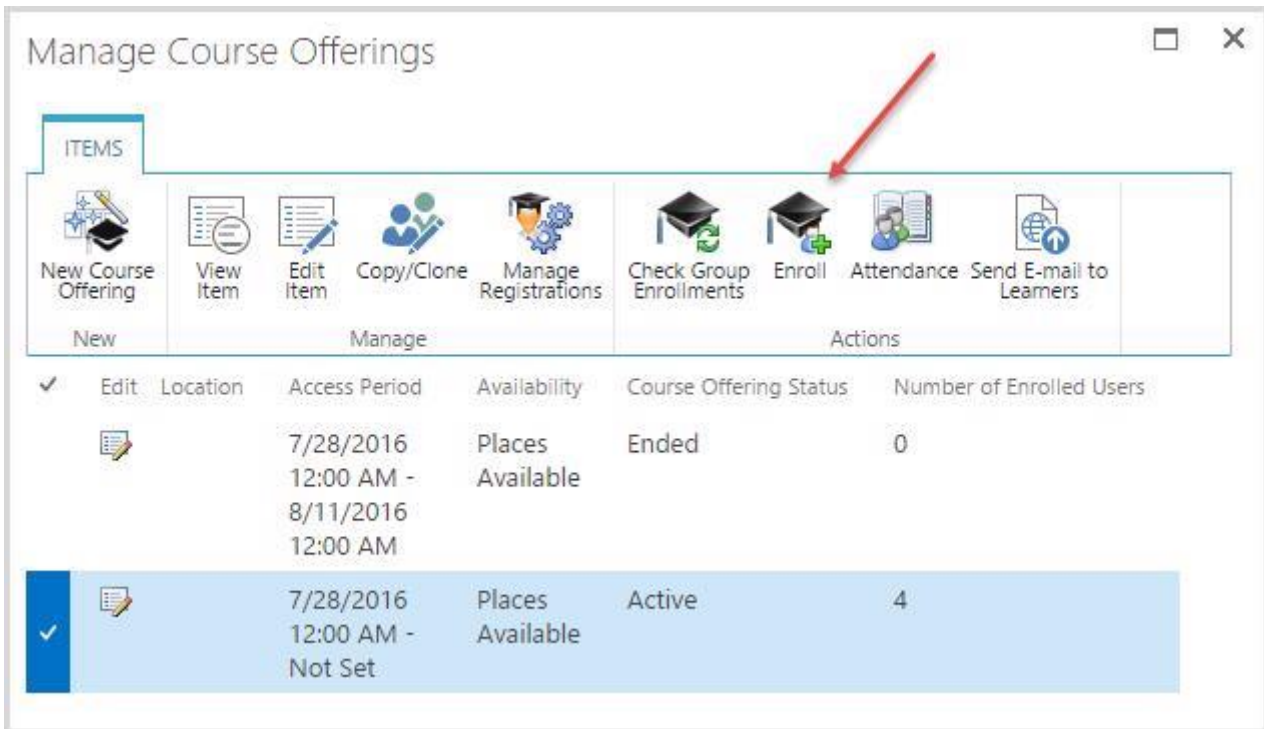 Manage Course Offerings
ITEMS
New Course
Offering
View
Item
Edit
Item
Copy/Clone
Manage
Registrations
Check Group
Enrollments
Enroll
Attendance
Send E-mail to
Learners
New
Manage
Actions
Edit Location Access Period Availability Course Offering Status Number of Enrolled Users
7/28/2016 Places Ended 0
12:00 AM - Available
8/11/2016
12:00 AM
7/28/2016 Places Active 4
12:00 AM - Available
Not Set